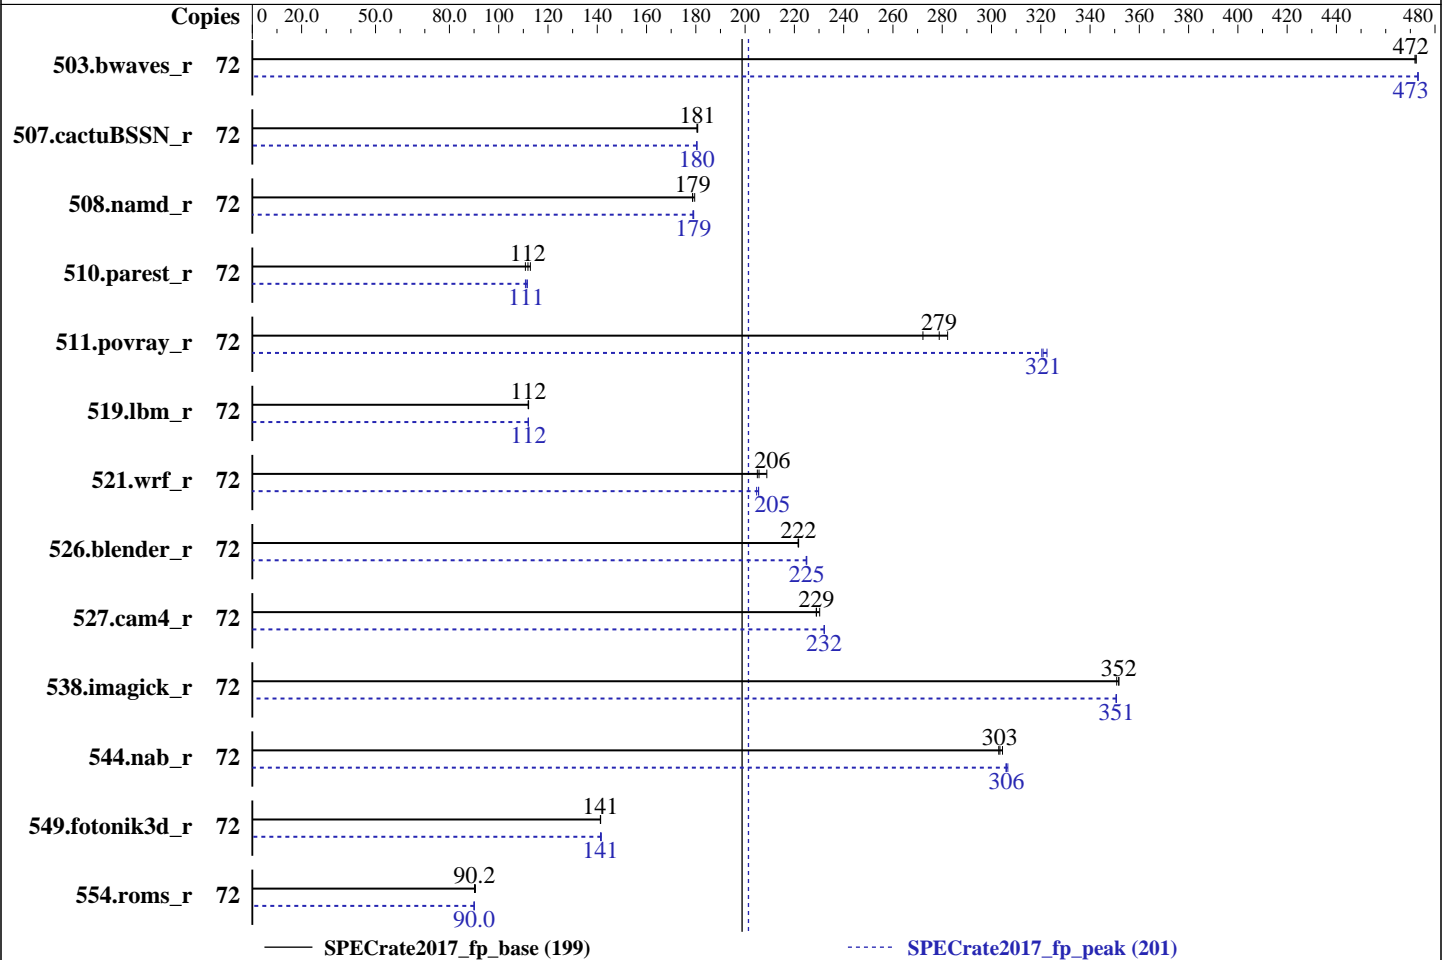 Copies 0 20.0 50.0 80.0 100 120 140 160 180 200 220 240 260 280 300 320 340 360 380 400 420 440 480
472
503.bwaves_r 72
473
181
507.cactuBSSN_r 72
180
179
508.namd_r 72
179
112
510.parest_r 72
111
279
511.povray_r 72
321
112
519.lbm_r 72
112
206
521.wrf_r 72
205
222
526.blender_r 72
225
229
527.cam4_r 72
232
352
538.imagick_r 72
351
303
544.nab_r 72
306
141
549.fotonik3d_r 72
141
90.2
554.roms_r 72
90.0
SPECrate2017_fp_base (199) SPECrate2017_fp_peak (201)